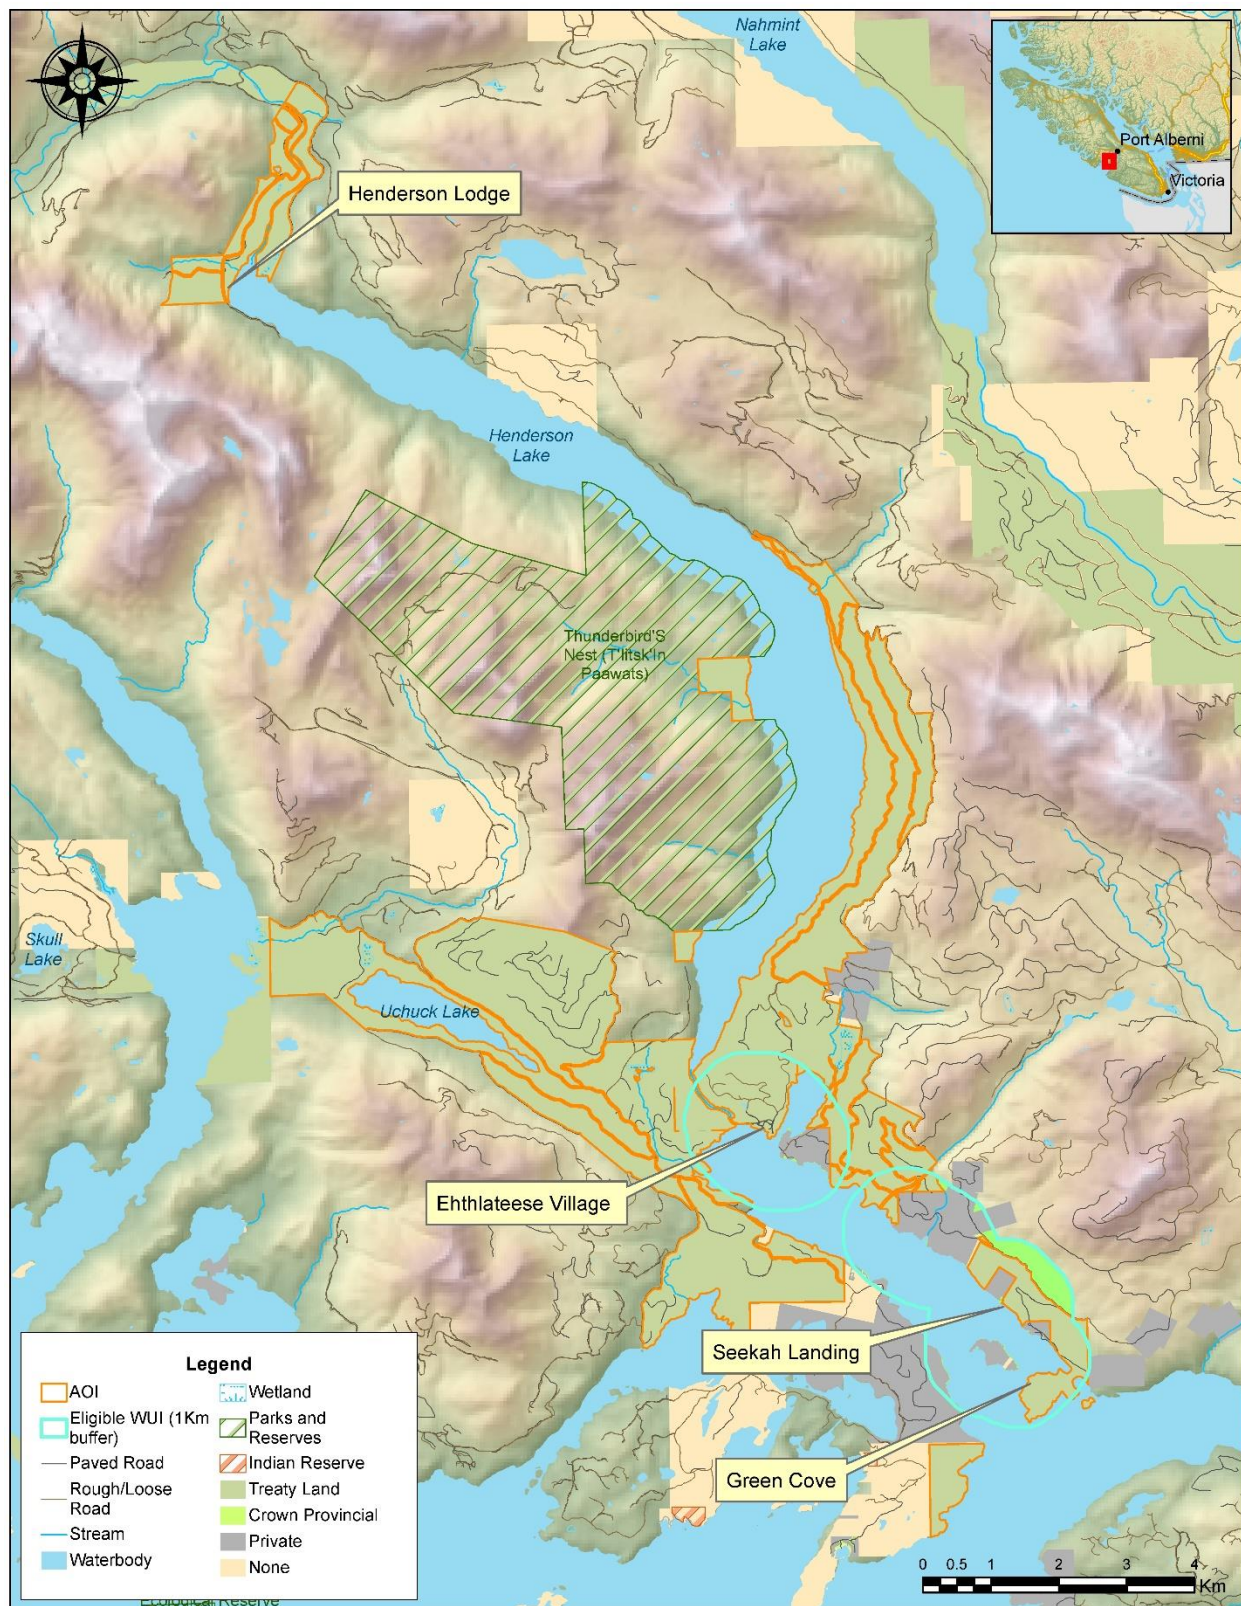 Nahmint
Lake
Port Alberni
Victoria
Henderson Lodge
Henderson
Lake
Thunderbird'S
Nest (T'litsk'In
Paawats)
Skull
Lake
Uchuck Lake
Ehthlateese Village
Seekah Landing
Green Cove
Legend
AOI
Eligible WUI (1Km
buffer)
Paved Road
Rough/Loose
Road
Stream
Waterbody
Wetland
Parks and
Reserves
Indian Reserve
Treaty Land
Crown Provincial
Private
None
Ecological Reserve
0 0.5 1 2 3 4
Km